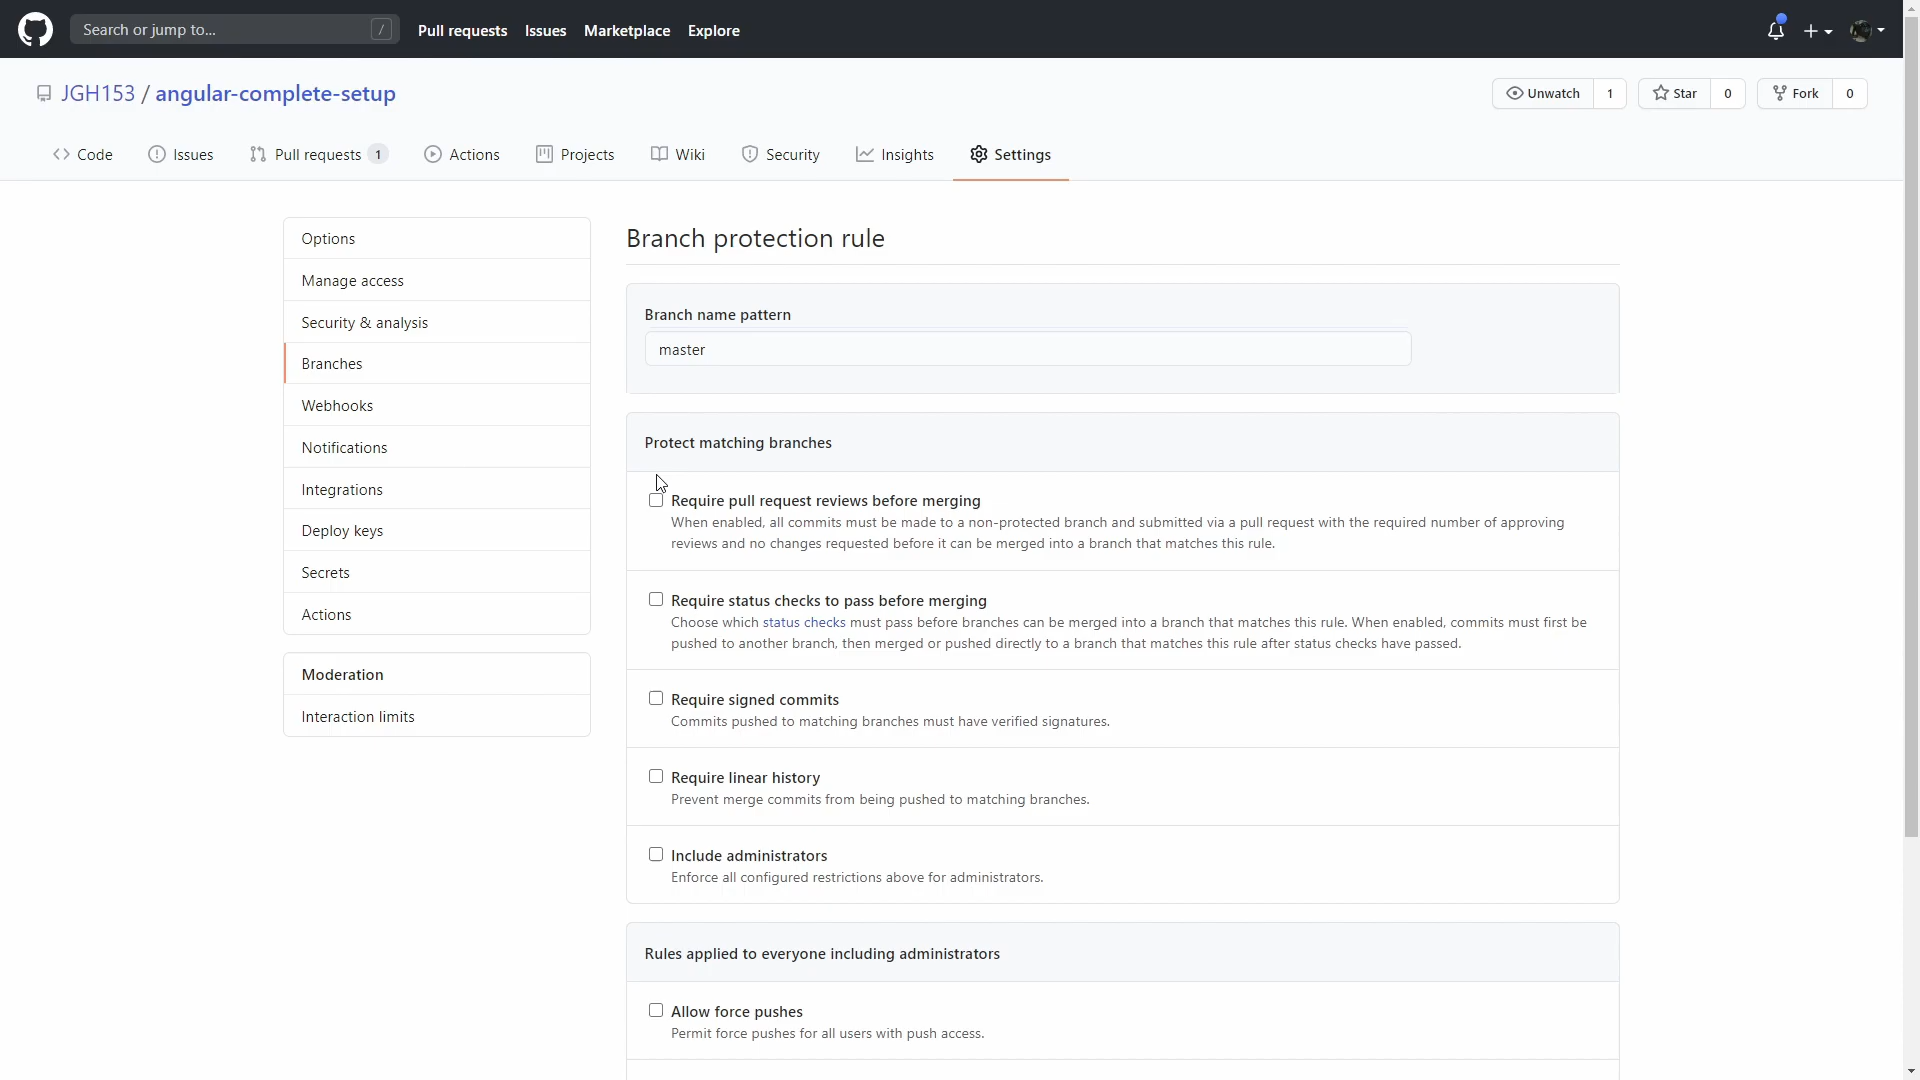 Search or jump to... /
Pull requests Issues Marketplace Explore
JGH153 / angular-complete-setup
Unwatch 1 Star 0 Fork 0
Code Issues Pull requests 1 Actions Projects Wiki Security Insights Settings
Options
Manage access
Security & analysis
Branches
Webhooks
Notifications
Integrations
Deploy keys
Secrets
Actions
Moderation
Interaction limits
Branch protection rule
Branch name pattern
master
Protect matching branches
Require pull request reviews before merging
When enabled, all commits must be made to a non-protected branch and submitted via a pull request with the required number of approving
reviews and no changes requested before it can be merged into a branch that matches this rule.
Require status checks to pass before merging
Choose which status checks must pass before branches can be merged into a branch that matches this rule. When enabled, commits must first be
pushed to another branch, then merged or pushed directly to a branch that matches this rule after status checks have passed.
Require signed commits
Commits pushed to matching branches must have verified signatures.
Require linear history
Prevent merge commits from being pushed to matching branches.
Include administrators
Enforce all configured restrictions above for administrators.
Rules applied to everyone including administrators
Allow force pushes
Permit force pushes for all users with push access.